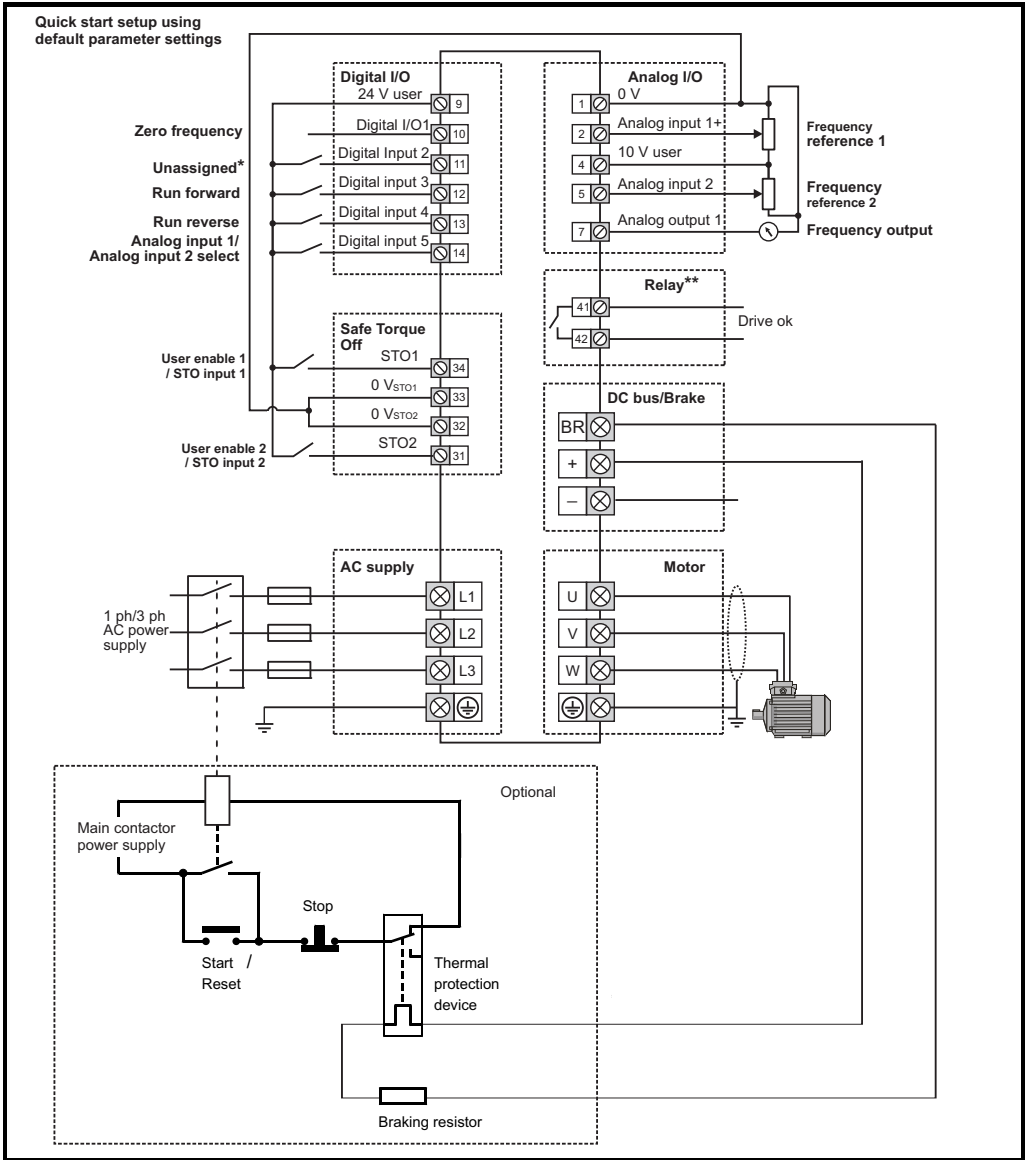 Quick start setup using
default parameter settings
Digital I/O
24 V user
9
Zero frequency
Digital I/O1
10
Unassigned*
Digital Input 2
11
Run forward
Digital input 3
12
Run reverse
Digital input 4
13
Analog input 1/
Analog input 2 select
Digital input 5
14
Analog I/O
1
0 V
2
Analog input 1+
Frequency
reference 1
4
10 V user
5
Analog input 2
Frequency
reference 2
7
Analog output 1
Frequency output
Relay**
41
42
Drive ok
Safe Torque
Off
User enable 1
/ STO input 1
STO1
34
0 VSTO1
33
0 VSTO2
32
User enable 2
/ STO input 2
STO2
31
DC bus/Brake
BR
+
–
AC supply
1 ph/3 ph
AC power
supply
L1
L2
L3
Motor
U
V
W
Optional
Main contactor
power supply
Start /
Reset
Stop
Thermal
protection
device
Braking resistor